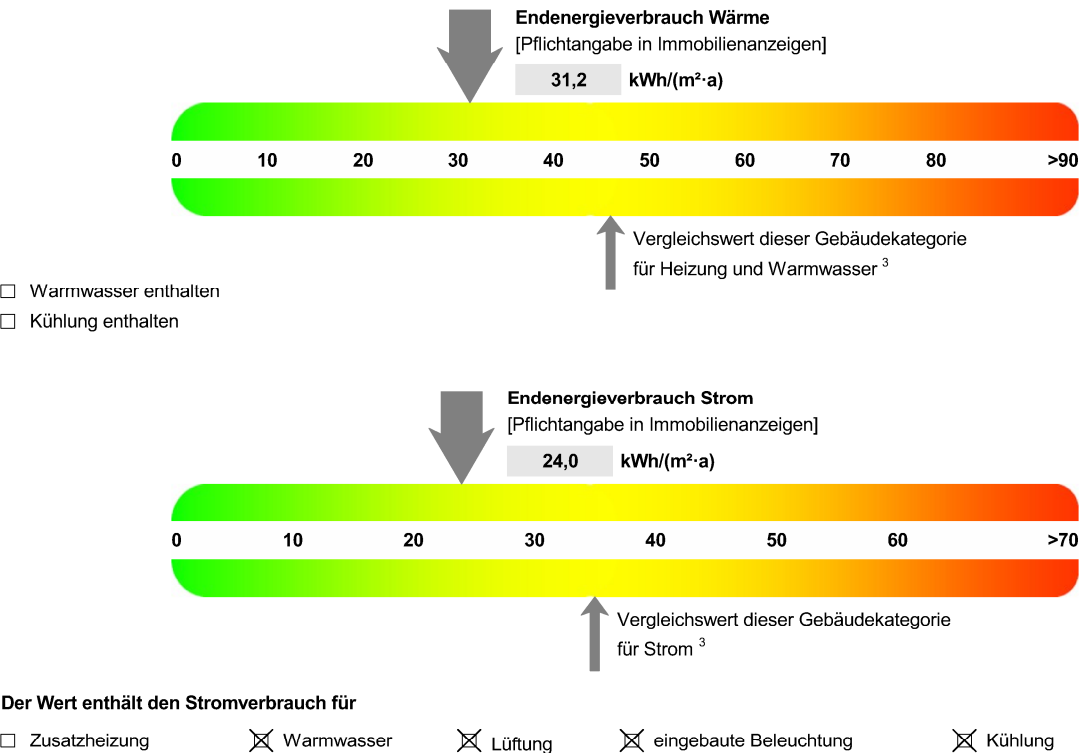 Endenergieverbrauch Wärme
[Pflichtangabe in Immobilienanzeigen]
31,2 kWh/(m²·a)
0 10 20 30 40 50 60 70 80 >90
Vergleichswert dieser Gebäudekategorie
für Heizung und Warmwasser ³
☐ Warmwasser enthalten
☐ Kühlung enthalten
Endenergieverbrauch Strom
[Pflichtangabe in Immobilienanzeigen]
24,0 kWh/(m²·a)
0 10 20 30 40 50 60 >70
Vergleichswert dieser Gebäudekategorie
für Strom ³
Der Wert enthält den Stromverbrauch für
☐ Zusatzheizung ☒ Warmwasser ☒ Lüftung ☒ eingebaute Beleuchtung ☒ Kühlung